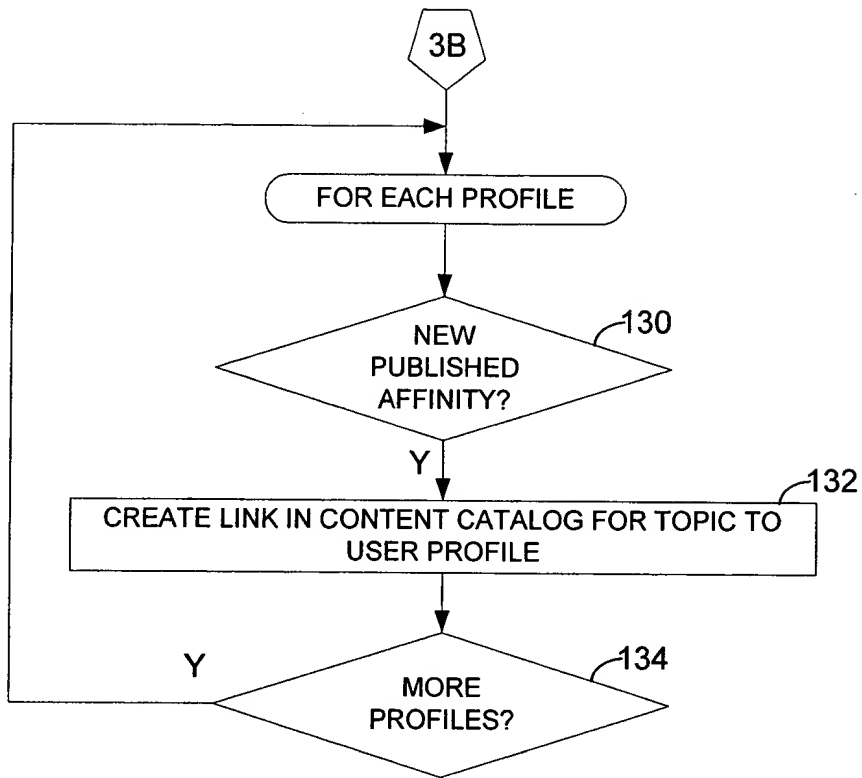 3B
FOR EACH PROFILE
130
NEW
PUBLISHED
AFFINITY?
Y
132
CREATE LINK IN CONTENT CATALOG FOR TOPIC TO
USER PROFILE
134
Y
MORE
PROFILES?